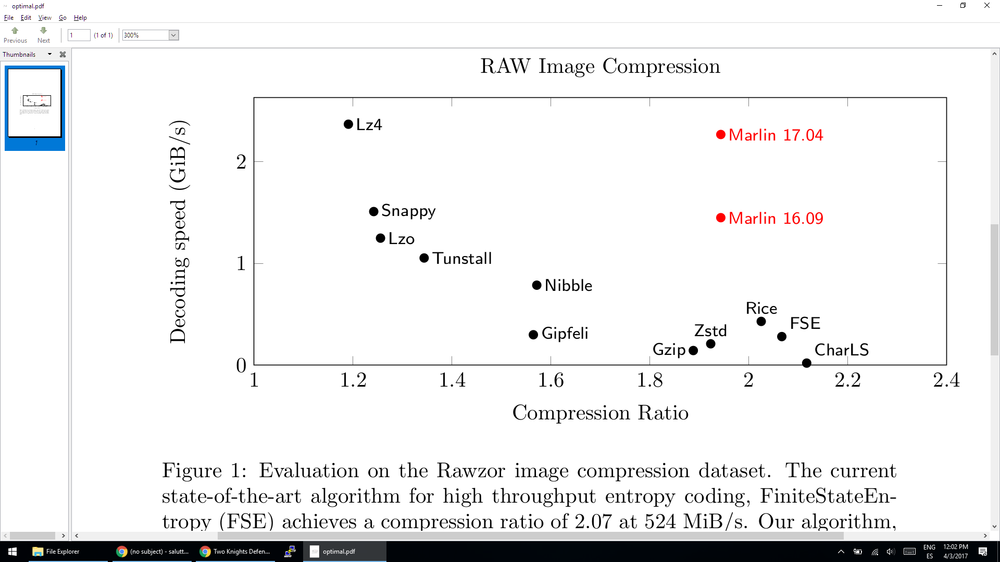 optimal.pdf
File Edit View Go Help
Previous Next 1 (1 of 1) 300%
Thumbnails
1
RAW Image Compression
Decoding speed (GiB/s)
2
1
0
Lz4
Marlin 17.04
Snappy
Marlin 16.09
Lzo
Tunstall
Nibble
Rice
FSE
Zstd
Gipfeli
Gzip
CharLS
1 1.2 1.4 1.6 1.8 2 2.2 2.4
Compression Ratio
Figure 1: Evaluation on the Rawzor image compression dataset. The current
state-of-the-art algorithm for high throughput entropy coding, FiniteStateEn-
tropy (FSE) achieves a compression ratio of 2.07 at 524 MiB/s. Our algorithm,
File Explorer (no subject) - salutt... Two Knights Defen... optimal.pdf
ENG 12:02 PM
ES 4/3/2017